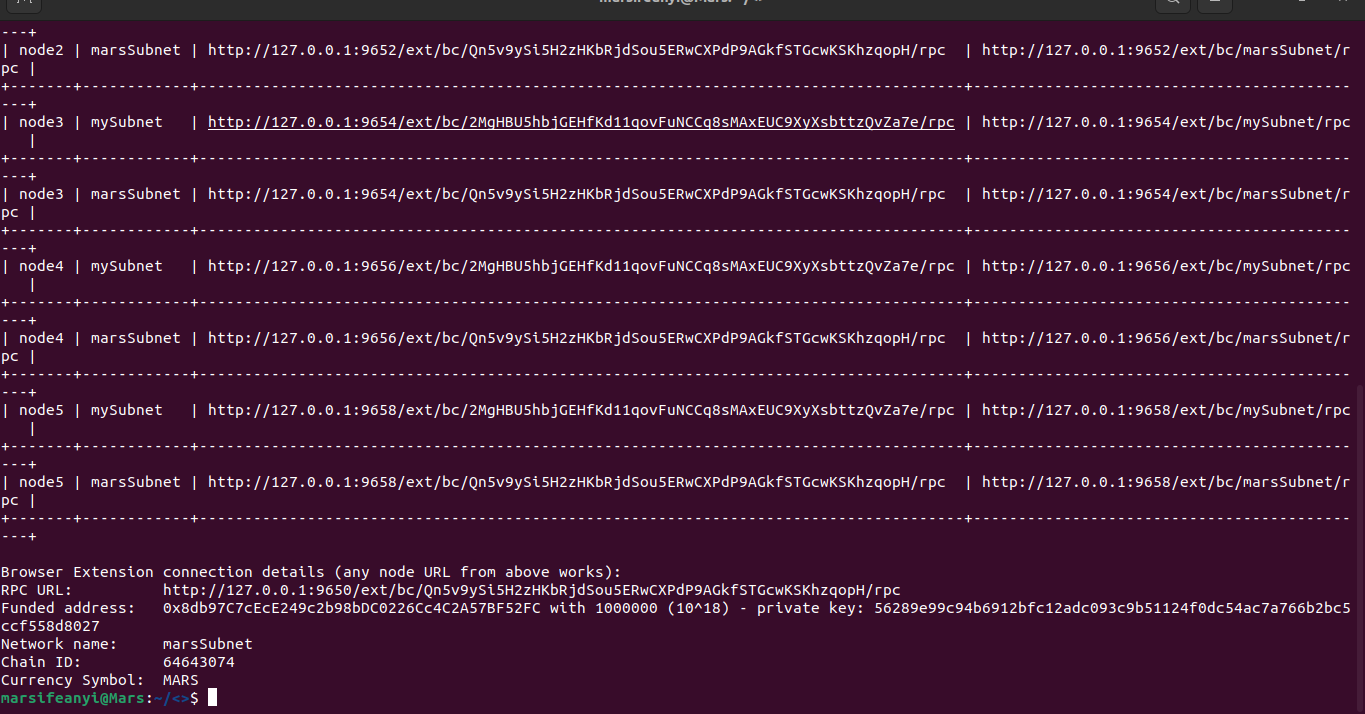 ---+
| node2 | marsSubnet | http://127.0.0.1:9652/ext/bc/Qn5v9ySi5H2zHKbRjdSou5ERwCXPdP9AGkfSTGcwKSKhzqopH/rpc  | http://127.0.0.1:9652/ext/bc/marsSubnet/r
pc |
+-------+------------+-------------------------------------------------------------------------------------+------------------------------------------
---+
| node3 | mySubnet   | http://127.0.0.1:9654/ext/bc/2MgHBU5hbjGEHfKd11qovFuNCCq8sMAxEUC9XyXsbttzQvZa7e/rpc | http://127.0.0.1:9654/ext/bc/mySubnet/rpc
   |
+-------+------------+-------------------------------------------------------------------------------------+------------------------------------------
---+
| node3 | marsSubnet | http://127.0.0.1:9654/ext/bc/Qn5v9ySi5H2zHKbRjdSou5ERwCXPdP9AGkfSTGcwKSKhzqopH/rpc  | http://127.0.0.1:9654/ext/bc/marsSubnet/r
pc |
+-------+------------+-------------------------------------------------------------------------------------+------------------------------------------
---+
| node4 | mySubnet   | http://127.0.0.1:9656/ext/bc/2MgHBU5hbjGEHfKd11qovFuNCCq8sMAxEUC9XyXsbttzQvZa7e/rpc | http://127.0.0.1:9656/ext/bc/mySubnet/rpc
   |
+-------+------------+-------------------------------------------------------------------------------------+------------------------------------------
---+
| node4 | marsSubnet | http://127.0.0.1:9656/ext/bc/Qn5v9ySi5H2zHKbRjdSou5ERwCXPdP9AGkfSTGcwKSKhzqopH/rpc  | http://127.0.0.1:9656/ext/bc/marsSubnet/r
pc |
+-------+------------+-------------------------------------------------------------------------------------+------------------------------------------
---+
| node5 | mySubnet   | http://127.0.0.1:9658/ext/bc/2MgHBU5hbjGEHfKd11qovFuNCCq8sMAxEUC9XyXsbttzQvZa7e/rpc | http://127.0.0.1:9658/ext/bc/mySubnet/rpc
   |
+-------+------------+-------------------------------------------------------------------------------------+------------------------------------------
---+
| node5 | marsSubnet | http://127.0.0.1:9658/ext/bc/Qn5v9ySi5H2zHKbRjdSou5ERwCXPdP9AGkfSTGcwKSKhzqopH/rpc  | http://127.0.0.1:9658/ext/bc/marsSubnet/r
pc |
+-------+------------+-------------------------------------------------------------------------------------+------------------------------------------
---+
Browser Extension connection details (any node URL from above works):
RPC URL:          http://127.0.0.1:9650/ext/bc/Qn5v9ySi5H2zHKbRjdSou5ERwCXPdP9AGkfSTGcwKSKhzqopH/rpc
Funded address:   0x8db97C7cEcE249c2b98bDC0226Cc4C2A57BF52FC with 1000000 (10^18) - private key: 56289e99c94b6912bfc12adc093c9b51124f0dc54ac7a766b2bc5
ccf558d8027
Network name:     marsSubnet
Chain ID:         64643074
Currency Symbol:  MARS
marsifeanyi@Mars:~/<>$